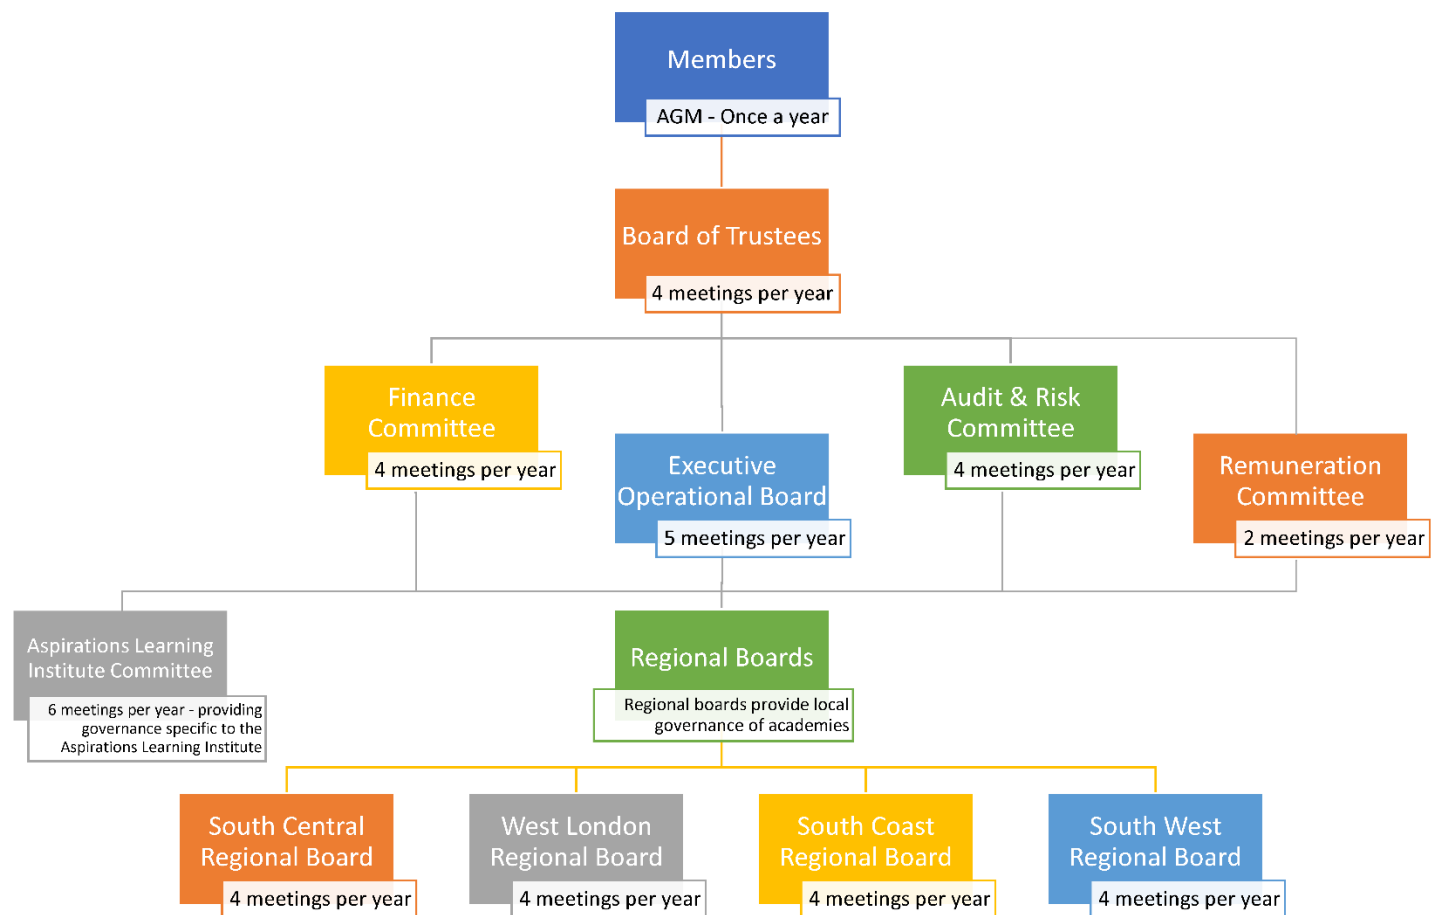 Members
AGM - Once a year
Board of Trustees
4 meetings per year
Finance
Committee
4 meetings per year
Executive
Operational Board
5 meetings per year
Audit & Risk
Committee
4 meetings per year
Remuneration
Committee
2 meetings per year
Aspirations Learning
Institute Committee
6 meetings per year - providing
governance specific to the
Aspirations Learning Institute
Regional Boards
Regional boards provide local
governance of academies
South Central
Regional Board
4 meetings per year
West London
Regional Board
4 meetings per year
South Coast
Regional Board
4 meetings per year
South West
Regional Board
4 meetings per year